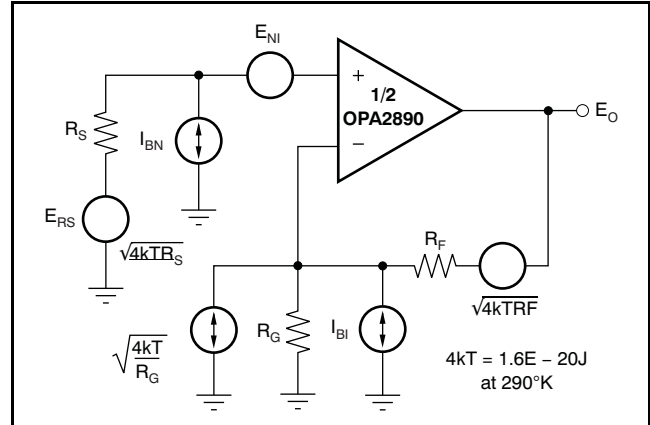 E_NI
+
1/2
OPA2890
−
E_O
R_S
I_BN
E_RS
√4kTR_S
R_F
√4kTRF
√4kT/R_G
R_G
I_BI
4kT = 1.6E − 20J
at 290°K